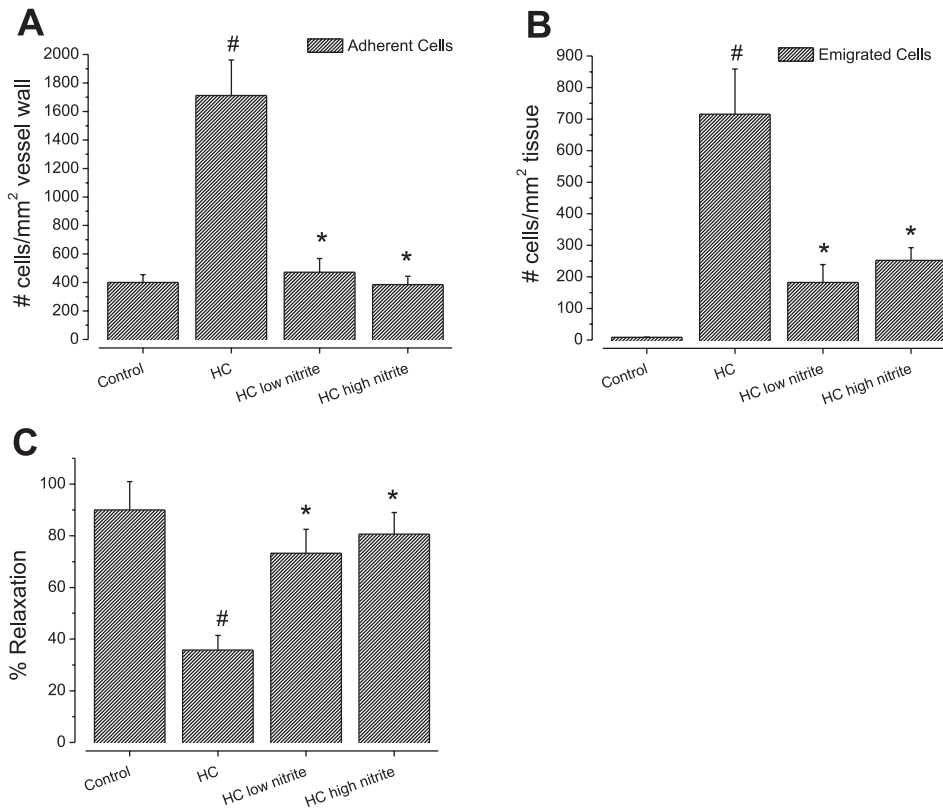 A
# cells/mm² vessel wall
2000
1800
1600
1400
1200
1000
800
600
400
200
0
Adherent Cells
#
*
*
Control
HC
HC low nitrite
HC high nitrite
B
# cells/mm² tissue
900
800
700
600
500
400
300
200
100
0
Emigrated Cells
#
*
*
Control
HC
HC low nitrite
HC high nitrite
C
% Relaxation
100
80
60
40
20
0
#
*
*
Control
HC
HC low nitrite
HC high nitrite